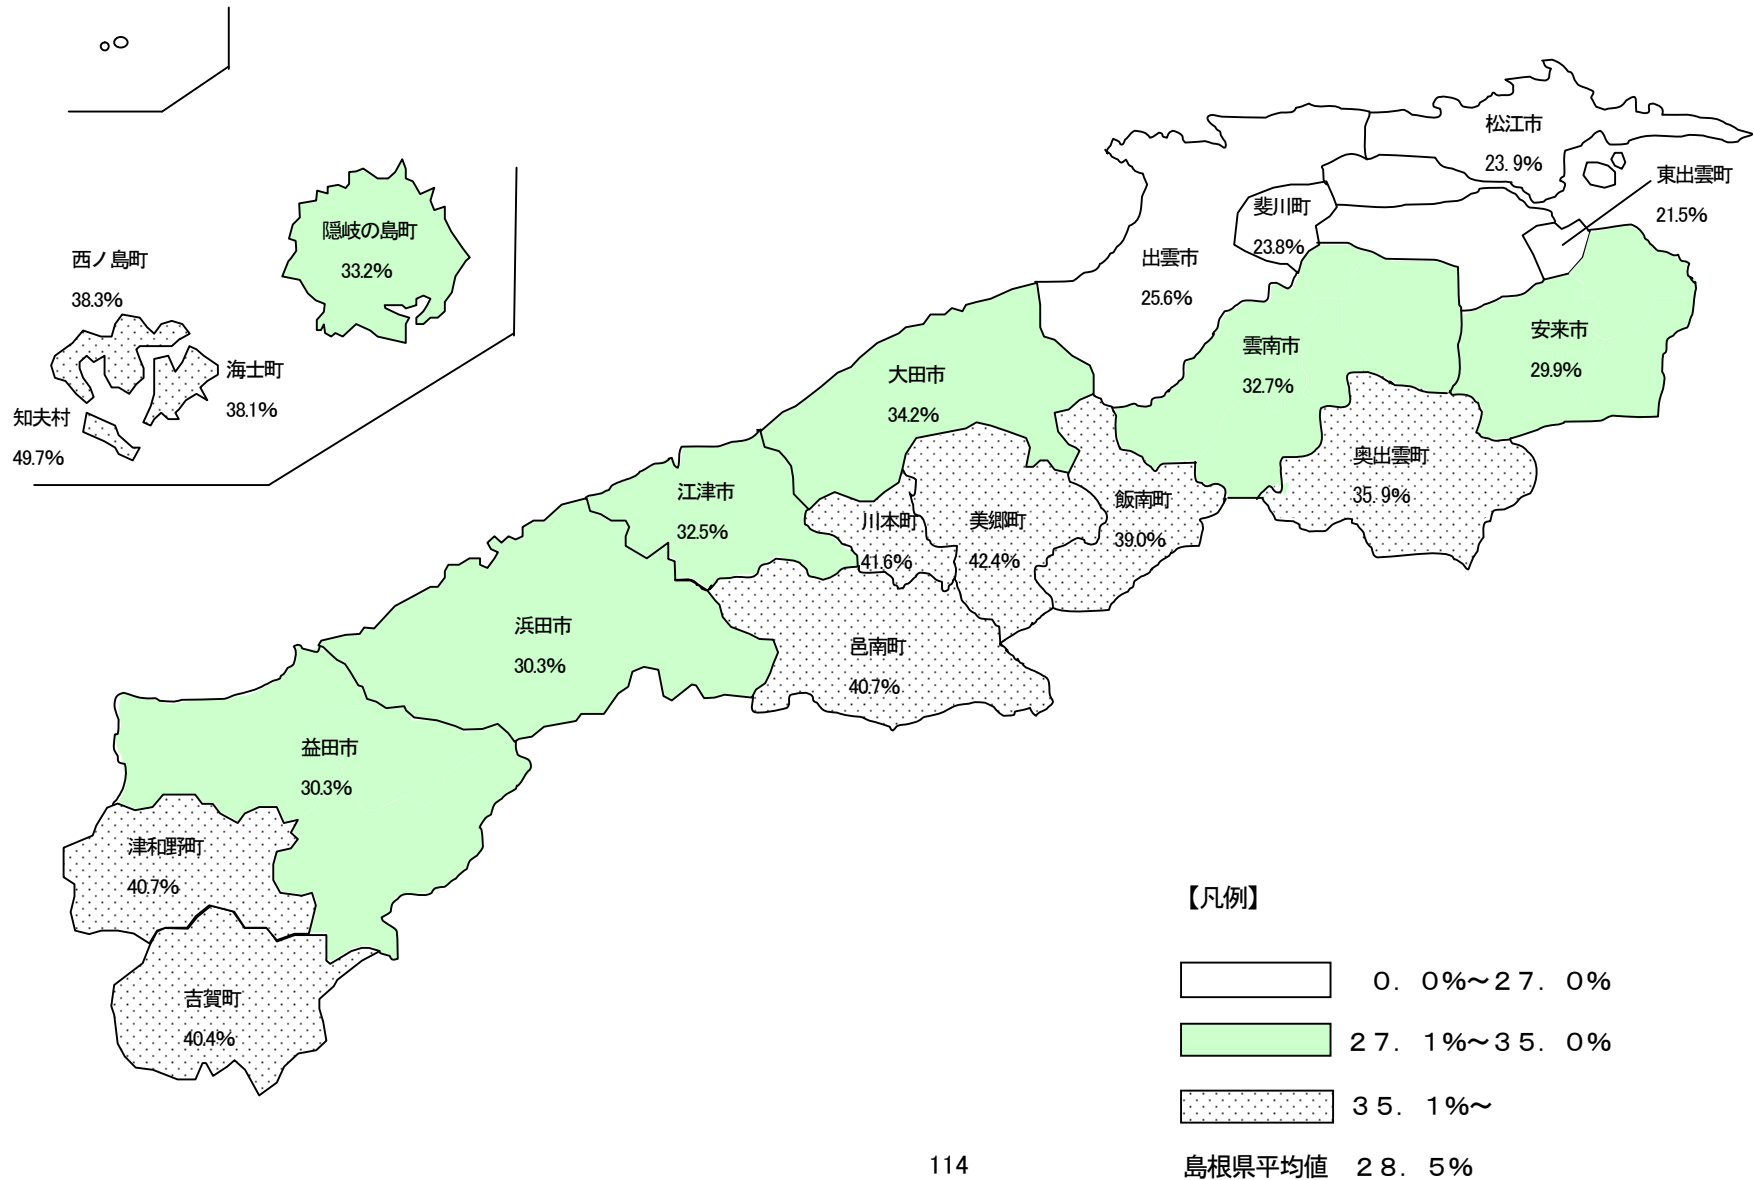 松江市
23.9%
東出雲町
21.5%
斐川町
23.8%
出雲市
25.6%
隠岐の島町
33.2%
西ノ島町
38.3%
海士町
38.1%
知夫村
49.7%
安来市
29.9%
雲南市
32.7%
大田市
34.2%
奥出雲町
35.9%
飯南町
39.0%
美郷町
42.4%
川本町
41.6%
江津市
32.5%
浜田市
30.3%
邑南町
40.7%
益田市
30.3%
津和野町
40.7%
吉賀町
40.4%
【凡例】
0.0%~27.0%
27.1%~35.0%
35.1%~
島根県平均値 28.5%
114